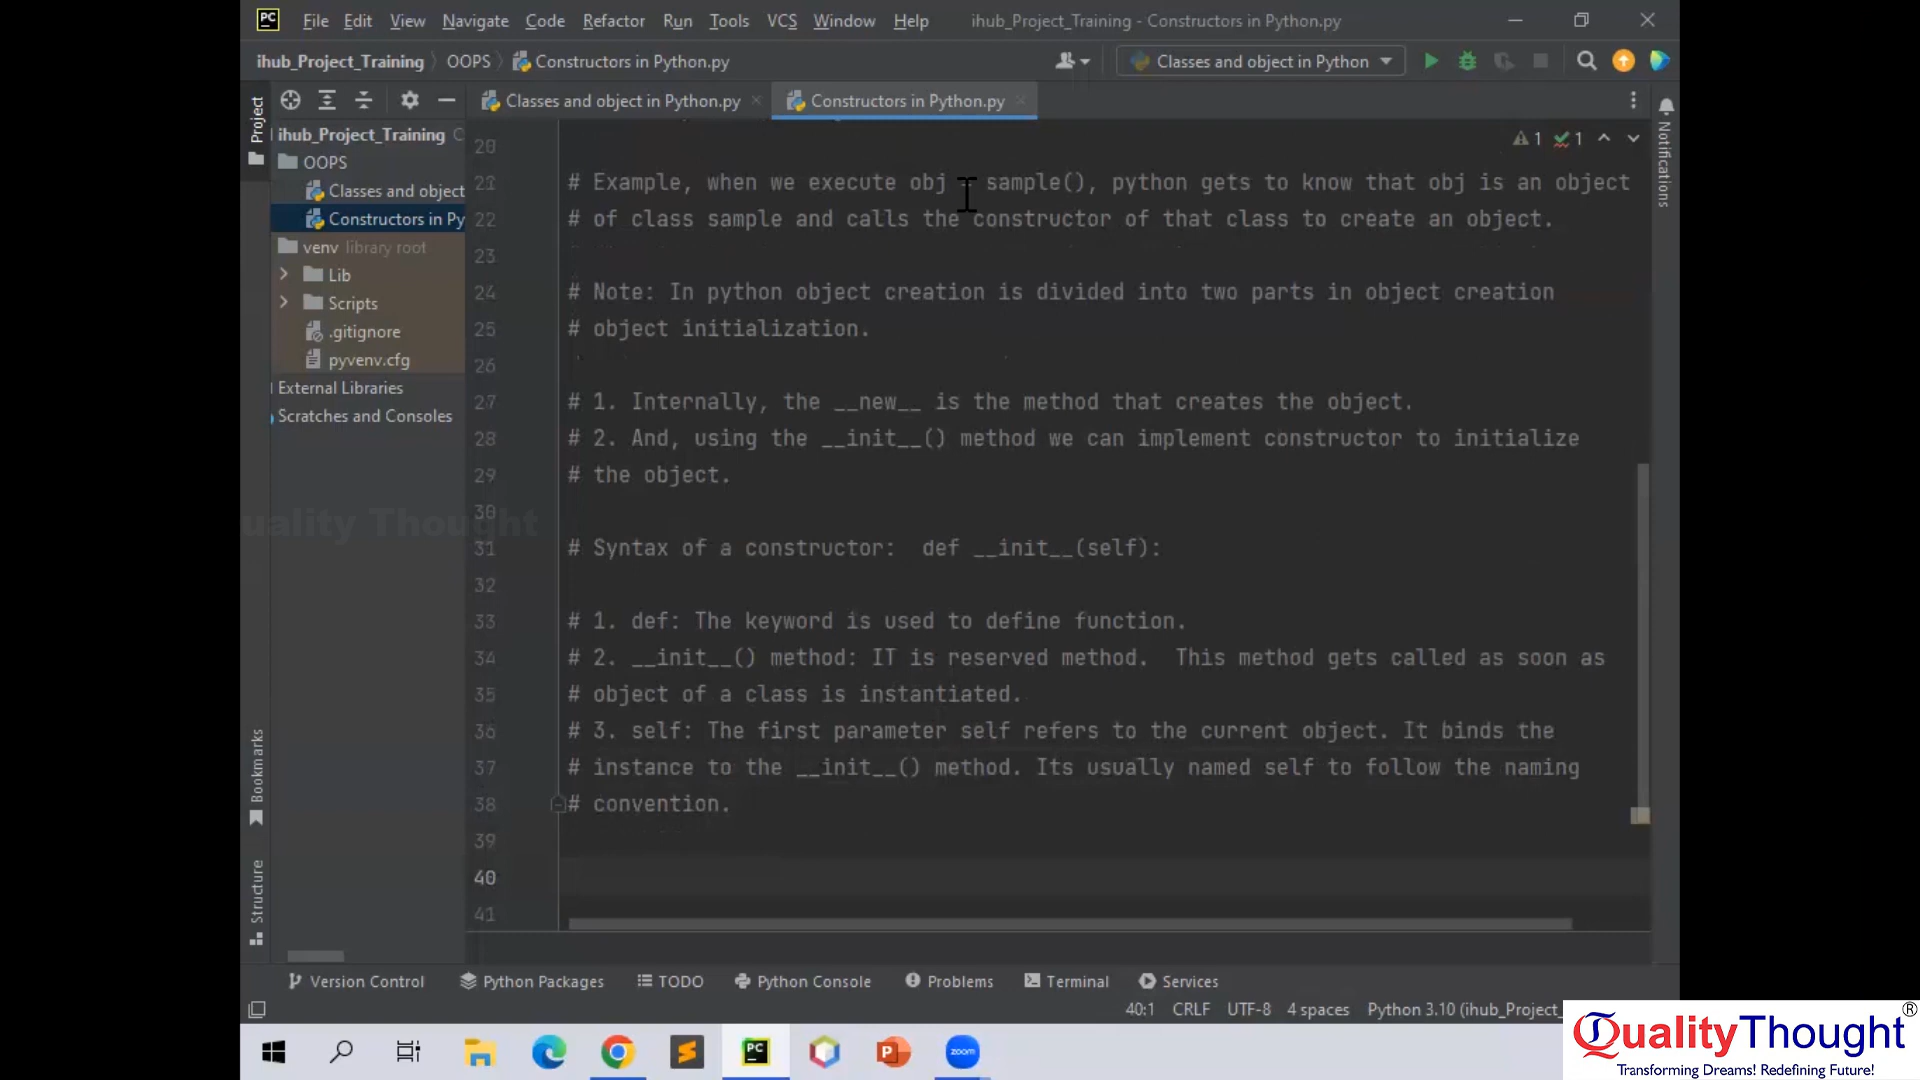 PC File Edit View Navigate Code Refactor Run Tools VCS Window Help ihub_Project_Training - Constructors in Python.py
ihub_Project_Training OOPS Constructors in Python.py Classes and object in Python
Project Classes and object in Python.py Constructors in Python.py
ihub_Project_Training C
OOPS
Classes and object
Constructors in Py
venv library root
Lib
Scripts
.gitignore
pyvenv.cfg
External Libraries
Scratches and Consoles
1 1
20
21 # Example, when we execute obj = sample(), python gets to know that obj is an object
22 # of class sample and calls the constructor of that class to create an object.
23
24 # Note: In python object creation is divided into two parts in object creation
25 # object initialization.
26
27 # 1. Internally, the __new__ is the method that creates the object.
28 # 2. And, using the __init__() method we can implement constructor to initialize
29 # the object.
30
31 # Syntax of a constructor:  def __init__(self):
32
33 # 1. def: The keyword is used to define function.
34 # 2. __init__() method: IT is reserved method.  This method gets called as soon as
35 # object of a class is instantiated.
36 # 3. self: The first parameter self refers to the current object. It binds the
37 # instance to the __init__() method. Its usually named self to follow the naming
38 # convention.
39
40
41
Notifications
uality Thought
Bookmarks
Structure
Version Control Python Packages TODO Python Console Problems Terminal Services
40:1 CRLF UTF-8 4 spaces Python 3.10 (ihub_Project_
PC P zoom
QualityThought ®
Transforming Dreams! Redefining Future!